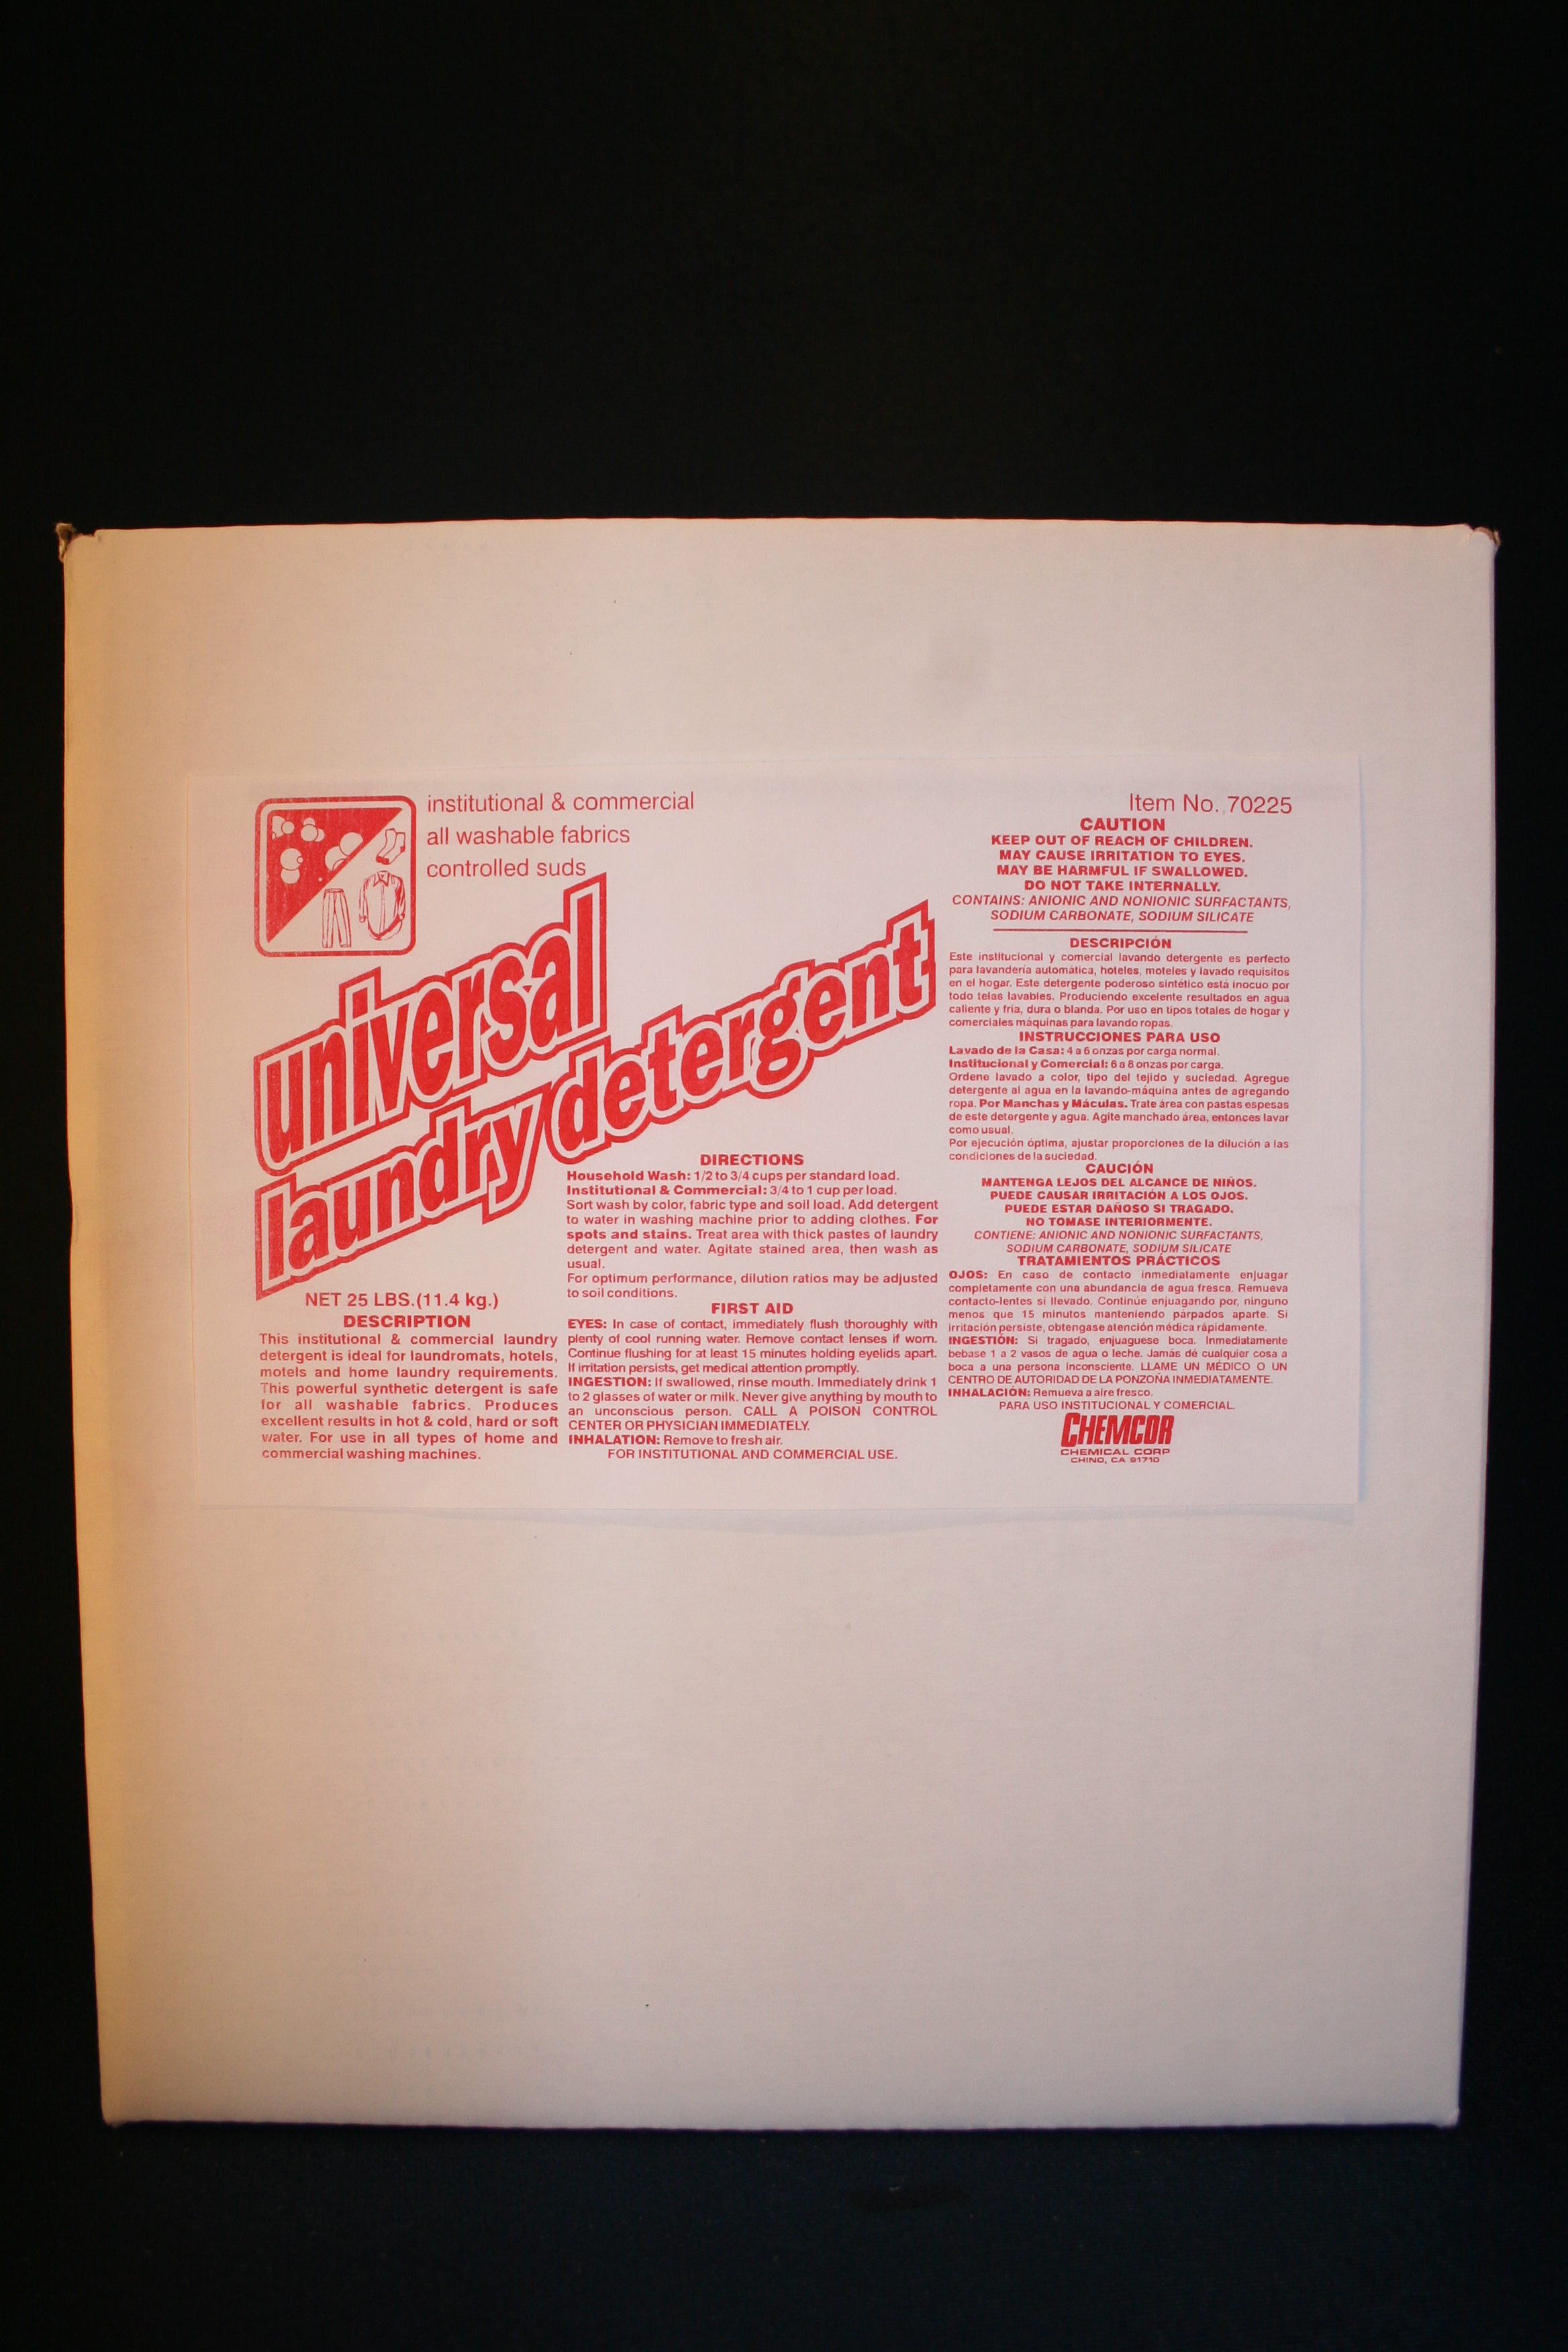 institutional & commercial
all washable fabrics
controlled suds
universal
laundry detergent
NET 25 LBS.(11.4 kg.)
DESCRIPTION
This institutional & commercial laundry
detergent is ideal for laundromats, hotels,
motels and home laundry requirements.
This powerful synthetic detergent is safe
for all washable fabrics. Produces
excellent results in hot & cold, hard or soft
water. For use in all types of home and
commercial washing machines.
DIRECTIONS
Household Wash: 1/2 to 3/4 cups per standard load.
Institutional & Commercial: 3/4 to 1 cup per load.
Sort wash by color, fabric type and soil load. Add detergent
to water in washing machine prior to adding clothes. For
spots and stains. Treat area with thick pastes of laundry
detergent and water. Agitate stained area, then wash as
usual.
For optimum performance, dilution ratios may be adjusted
to soil conditions.
FIRST AID
EYES: In case of contact, immediately flush thoroughly with
plenty of cool running water. Remove contact lenses if worn.
Continue flushing for at least 15 minutes holding eyelids apart.
If irritation persists, get medical attention promptly.
INGESTION: If swallowed, rinse mouth. Immediately drink 1
to 2 glasses of water or milk. Never give anything by mouth to
an unconscious person. CALL A POISON CONTROL
CENTER OR PHYSICIAN IMMEDIATELY.
INHALATION: Remove to fresh air.
FOR INSTITUTIONAL AND COMMERCIAL USE.
Item No. 70225
CAUTION
KEEP OUT OF REACH OF CHILDREN.
MAY CAUSE IRRITATION TO EYES.
MAY BE HARMFUL IF SWALLOWED.
DO NOT TAKE INTERNALLY.
CONTAINS: ANIONIC AND NONIONIC SURFACTANTS,
SODIUM CARBONATE, SODIUM SILICATE
DESCRIPCIÓN
Este institucional y comercial lavando detergente es perfecto
para lavandería automática, hoteles, moteles y lavado requisitos
en el hogar. Este detergente poderoso sintético está inocuo por
todo telas lavables. Produciendo excelente resultados en agua
caliente y fría, dura o blanda. Por uso en tipos totales de hogar y
comerciales máquinas para lavando ropas.
INSTRUCCIONES PARA USO
Lavado de la Casa: 4 a 6 onzas por carga normal.
Institucional y Comercial: 6 a 8 onzas por carga.
Ordene lavado a color, tipo del tejido y suciedad. Agregue
detergente al agua en la lavando-máquina antes de agregando
ropa. Por Manchas y Máculas. Trate área con pastas espesas
de este detergente y agua. Agite manchado área, entonces lavar
como usual.
Por ejecución óptima, ajustar proporciones de la dilución a las
condiciones de la suciedad.
CAUCIÓN
MANTENGA LEJOS DEL ALCANCE DE NIÑOS.
PUEDE CAUSAR IRRITACIÓN A LOS OJOS.
PUEDE ESTAR DAÑOSO SI TRAGADO.
NO TOMASE INTERIORMENTE.
CONTIENE: ANIONIC AND NONIONIC SURFACTANTS,
SODIUM CARBONATE, SODIUM SILICATE
TRATAMIENTOS PRÁCTICOS
OJOS: En caso de contacto inmediatamente enjuagar
completamente con una abundancia de agua fresca. Remueva
contacto-lentes si llevado. Continúe enjuagando por, ninguno
menos que 15 minutos manteniendo párpados aparte. Si
irritación persiste, obtengase atención médica rápidamente.
INGESTIÓN: Si tragado, enjuaguese boca. Inmediatamente
bebase 1 a 2 vasos de agua o leche. Jamás dé cualquier cosa a
boca a una persona inconsciente. LLAME UN MÉDICO O UN
CENTRO DE AUTORIDAD DE LA PONZOÑA INMEDIATAMENTE.
INHALACIÓN: Remueva a aire fresco.
PARA USO INSTITUCIONAL Y COMERCIAL.
CHEMCOR
CHEMICAL CORP
CHINO, CA 91710